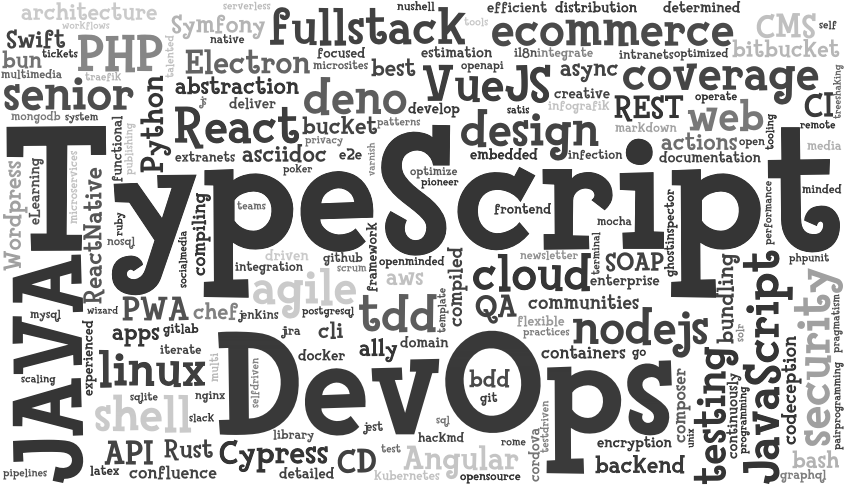 architecture
serverless
nushell
efficient
distribution
determined
workflows
Symfony
fullstack
tools
ecommerce
CMS
self
Swift
PHP
talented
native
focused
estimation
i18n
integrate
bitbucket
tickets
bun
Electron
microsites
best
openapi
intranets
optimized
multimedia
traefik
abstraction
VueJS
async
coverage
treeshaking
senior
Python
deliver
deno
develop
creative
operate
CI
mongodb
system
React
bucket
patterns
satis
infografik
REST
web
remote
functional
publishing
privacy
design
markdown
actions
open
tooling
media
extranets
asciidoc
e2e
varnish
embedded
infection
documentation
TypeScript
Wordpress
eLearning
microservices
poker
optimize
pioneer
minded
ReactNative
ruby
nosql
compiling
socialmedia
teams
frontend
mocha
ghostinspector
performance
driven
github
framework
openminded
newsletter
terminal
SOAP
phpunit
integration
scrum
aws
compiled
cloud
enterprise
bundling
JAVA
agile
mysql
wizard
PWA
chef
jenkins
postgresql
tdd
template
QA
communities
solr
JavaScript
security
pragmatism
experienced
apps
gitlab
jra
cli
flexible
practices
nodejs
iterate
docker
ally
domain
containers
go
scaling
linux
multi
DevOps
selfdriven
bdd
git
composer
testing
continuously
programming
codeception
pairprogramming
sqlite
nginx
shell
slack
jest
sql
testdriven
unix
library
test
hackmd
rome
cordova
encryption
API
Rust
Cypress
CD
Angular
backend
bash
pipelines
latex
confluence
detailed
Kubernetes
opensource
graphql